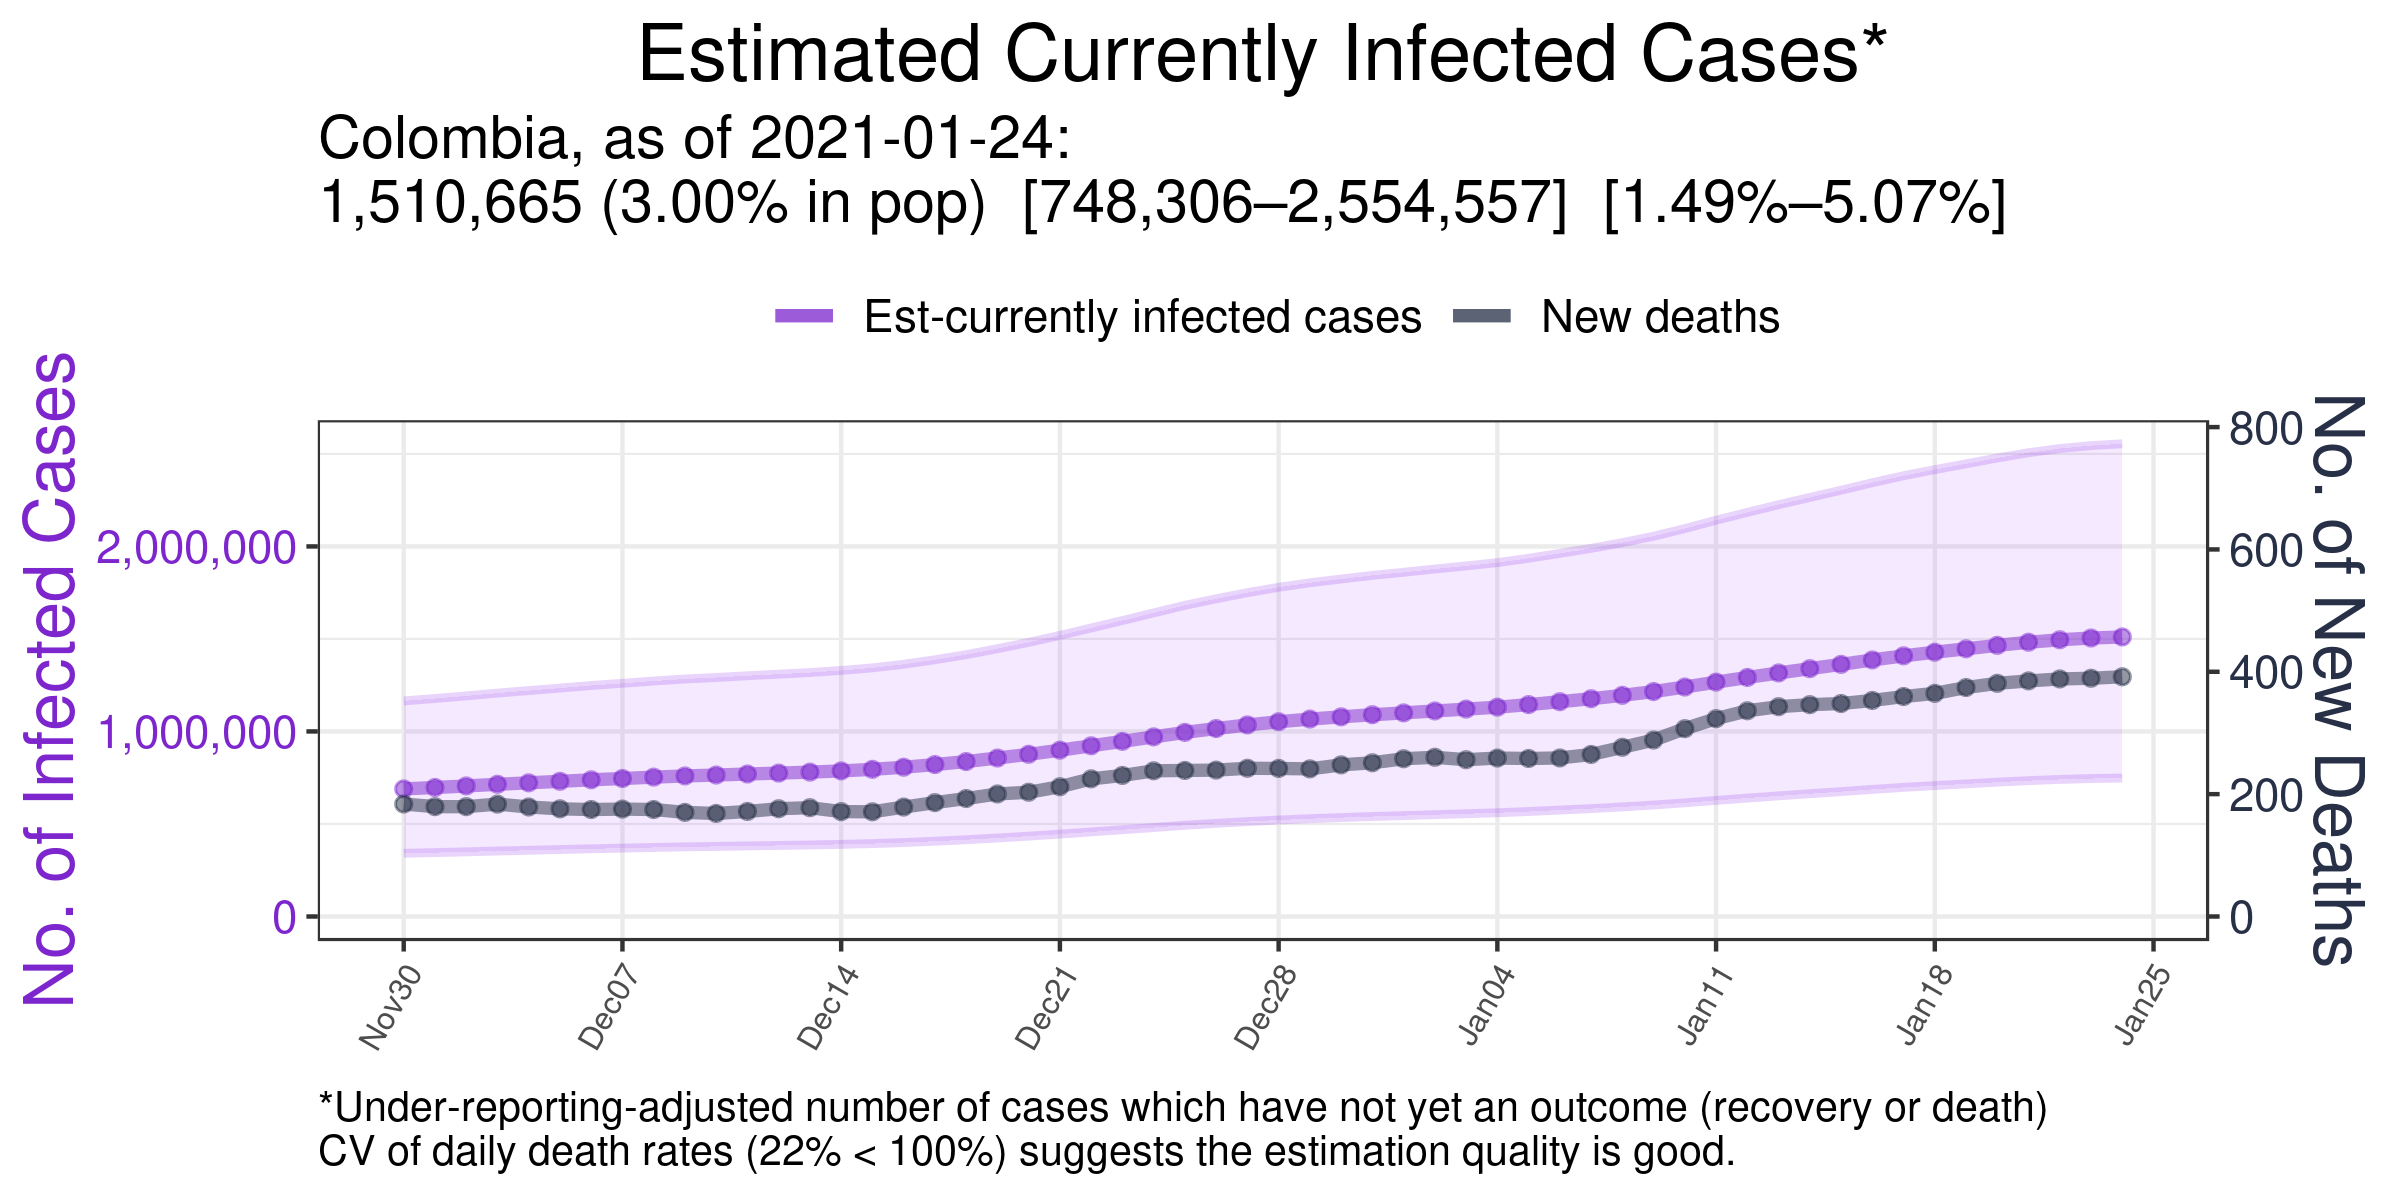 Estimated Currently Infected Cases*
Colombia, as of 2021-01-24:
1,510,665 (3.00% in pop) [748,306–2,554,557] [1.49%–5.07%]
Est-currently infected cases New deaths
No. of Infected Cases
2,000,000
1,000,000
0
800
600
400
200
0
No. of New Deaths
Nov30 Dec07 Dec14 Dec21 Dec28 Jan04 Jan11 Jan18 Jan25
*Under-reporting-adjusted number of cases which have not yet an outcome (recovery or death)
CV of daily death rates (22% < 100%) suggests the estimation quality is good.